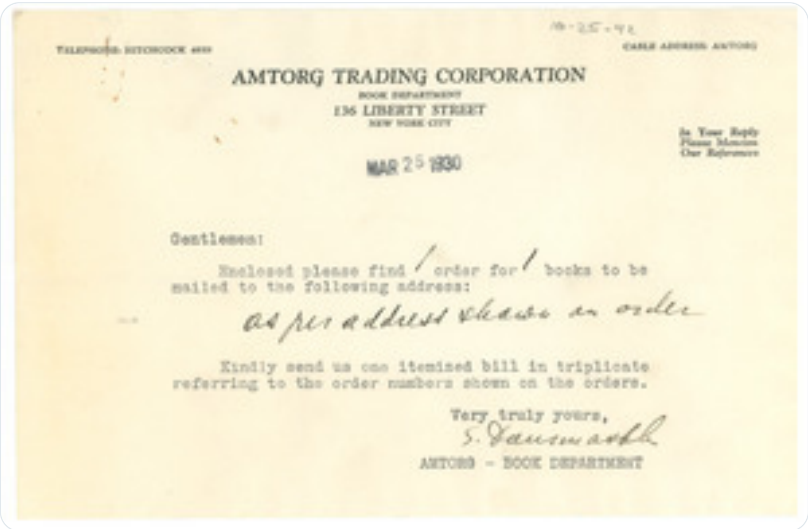 10-25-42
TELEPHONE: HITCHCOCK
CABLE ADDRESS: AMTORG
AMTORG TRADING CORPORATION
BOOK DEPARTMENT
136 LIBERTY STREET
NEW YORK CITY
In Your Reply
Please Mention
Our References
MAR 25 1930
Gentlemen:
Enclosed please find 1 order for 1 books to be
mailed to the following address:
as per address shown on order
Kindly send us one itemized bill in triplicate
referring to the order numbers shown on the orders.
Very truly yours,
AMTORG - BOOK DEPARTMENT